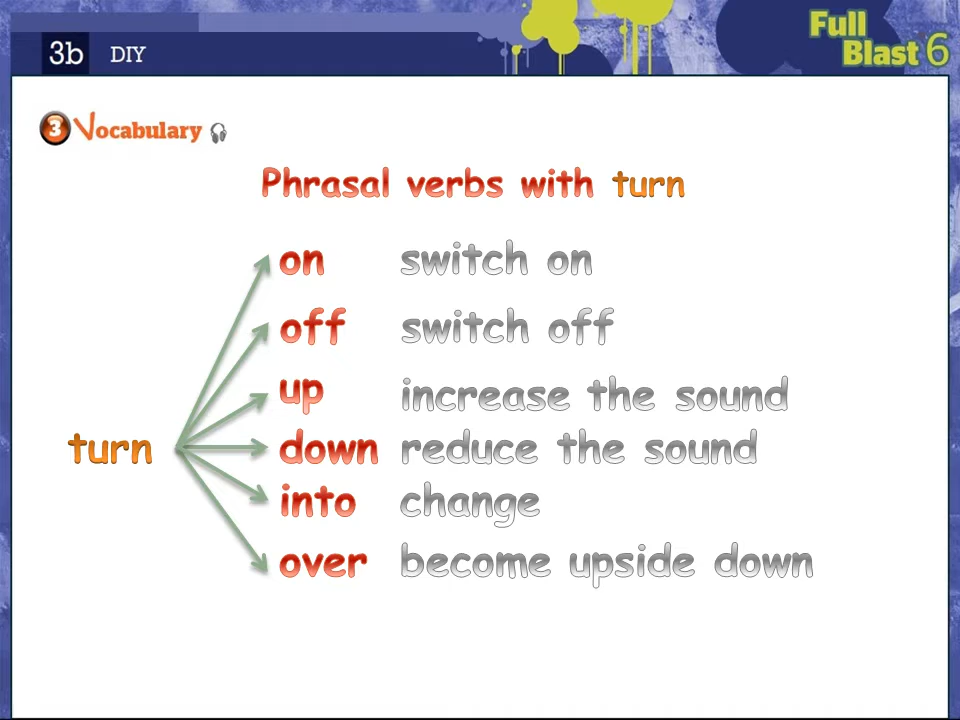 3b DIY
Full
Blast 6
3 Vocabulary
Phrasal verbs with turn
on switch on
off switch off
up increase the sound
turn down reduce the sound
into change
over become upside down